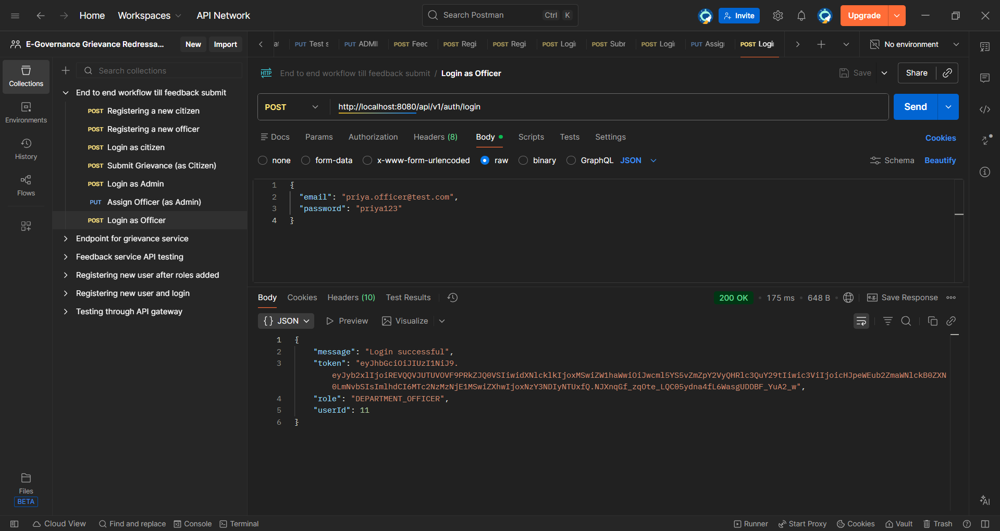 Home Workspaces API Network Search Postman Ctrl K Invite Upgrade
E-Governance Grievance Redressa... New Import
PUT Test s PUT ADMI POST Feec POST Regi POST Regi POST Logi POST Subr POST Logi PUT Assig POST Logi No environment
Collections
Environments
History
Flows
Files
BETA
Search collections
End to end workflow till feedback submit
POST Registering a new citizen
POST Registering a new officer
POST Login as citizen
POST Submit Grievance (as Citizen)
POST Login as Admin
PUT Assign Officer (as Admin)
POST Login as Officer
Endpoint for grievance service
Feedback service API testing
Registering new user after roles added
Registering new user and login
Testing through API gateway
HTTP End to end workflow till feedback submit / Login as Officer Save Share
POST http://localhost:8080/api/v1/auth/login Send
Docs Params Authorization Headers (8) Body Scripts Tests Settings Cookies
none form-data x-www-form-urlencoded raw binary GraphQL JSON Schema Beautify
1 {
2 "email": "priya.officer@test.com",
3 "password": "priya123"
4 }
Body Cookies Headers (10) Test Results 200 OK • 175 ms • 648 B • e.g. Save Response
{} JSON Preview Visualize
1 {
2 "message": "Login successful",
3 "token": "eyJhbGciOiJIUzI1NiJ9.
eyJyb2xlIjoiREVQQVJUTUVOVF9PRkZJQ0VSIiwidXNlcklkIjoxMSwiZW1haWwiOiJwcml5YS5vZmZpY2VyQHRlc3QuY29tIiwic3ViIjoicHJpeWEub2ZmaWNlckB0ZXN
0LmNvbSIsImlhdCI6MTc2NzMzNjE1MSwiZXhwIjoxNzY3NDIyNTUxfQ.NJXnqGf_zqOte_LQC05ydna4fL6WasgUDDBF_YuA2_w",
4 "role": "DEPARTMENT_OFFICER",
5 "userId": 11
6 }
Cloud View Find and replace Console Terminal Runner Start Proxy Cookies Vault Trash
AI